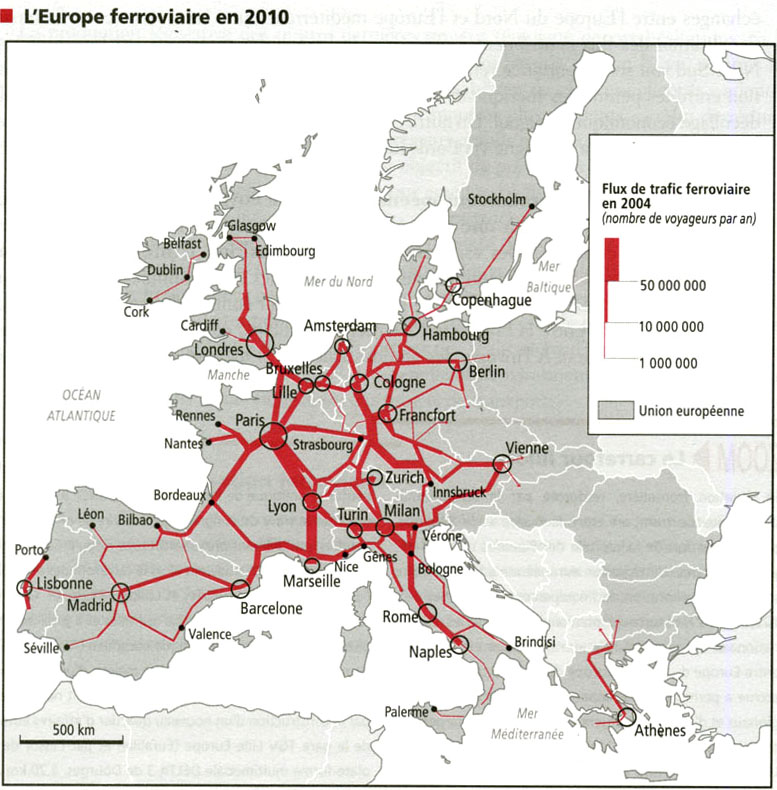 L'Europe ferroviaire en 2010
Flux de trafic ferroviaire
en 2004
(nombre de voyageurs par an)
50 000 000
10 000 000
1 000 000
Union européenne
Stockholm
Glasgow
Belfast
Edimbourg
Dublin
Mer du Nord
Mer
Baltique
Cork
Copenhague
Cardiff
Amsterdam
Hambourg
Londres
Bruxelles
Manche
Cologne
Berlin
Lille
OCÉAN
ATLANTIQUE
Rennes
Paris
Francfort
Nantes
Strasbourg
Vienne
Zurich
Innsbruck
Bordeaux
Lyon
Léon
Bilbao
Turin
Milan
Vérone
Porto
Gênes
Nice
Bologne
Marseille
Lisbonne
Madrid
Barcelone
Rome
Valence
Séville
Naples
Brindisi
Palerme
Mer
Méditerranée
Athènes
500 km